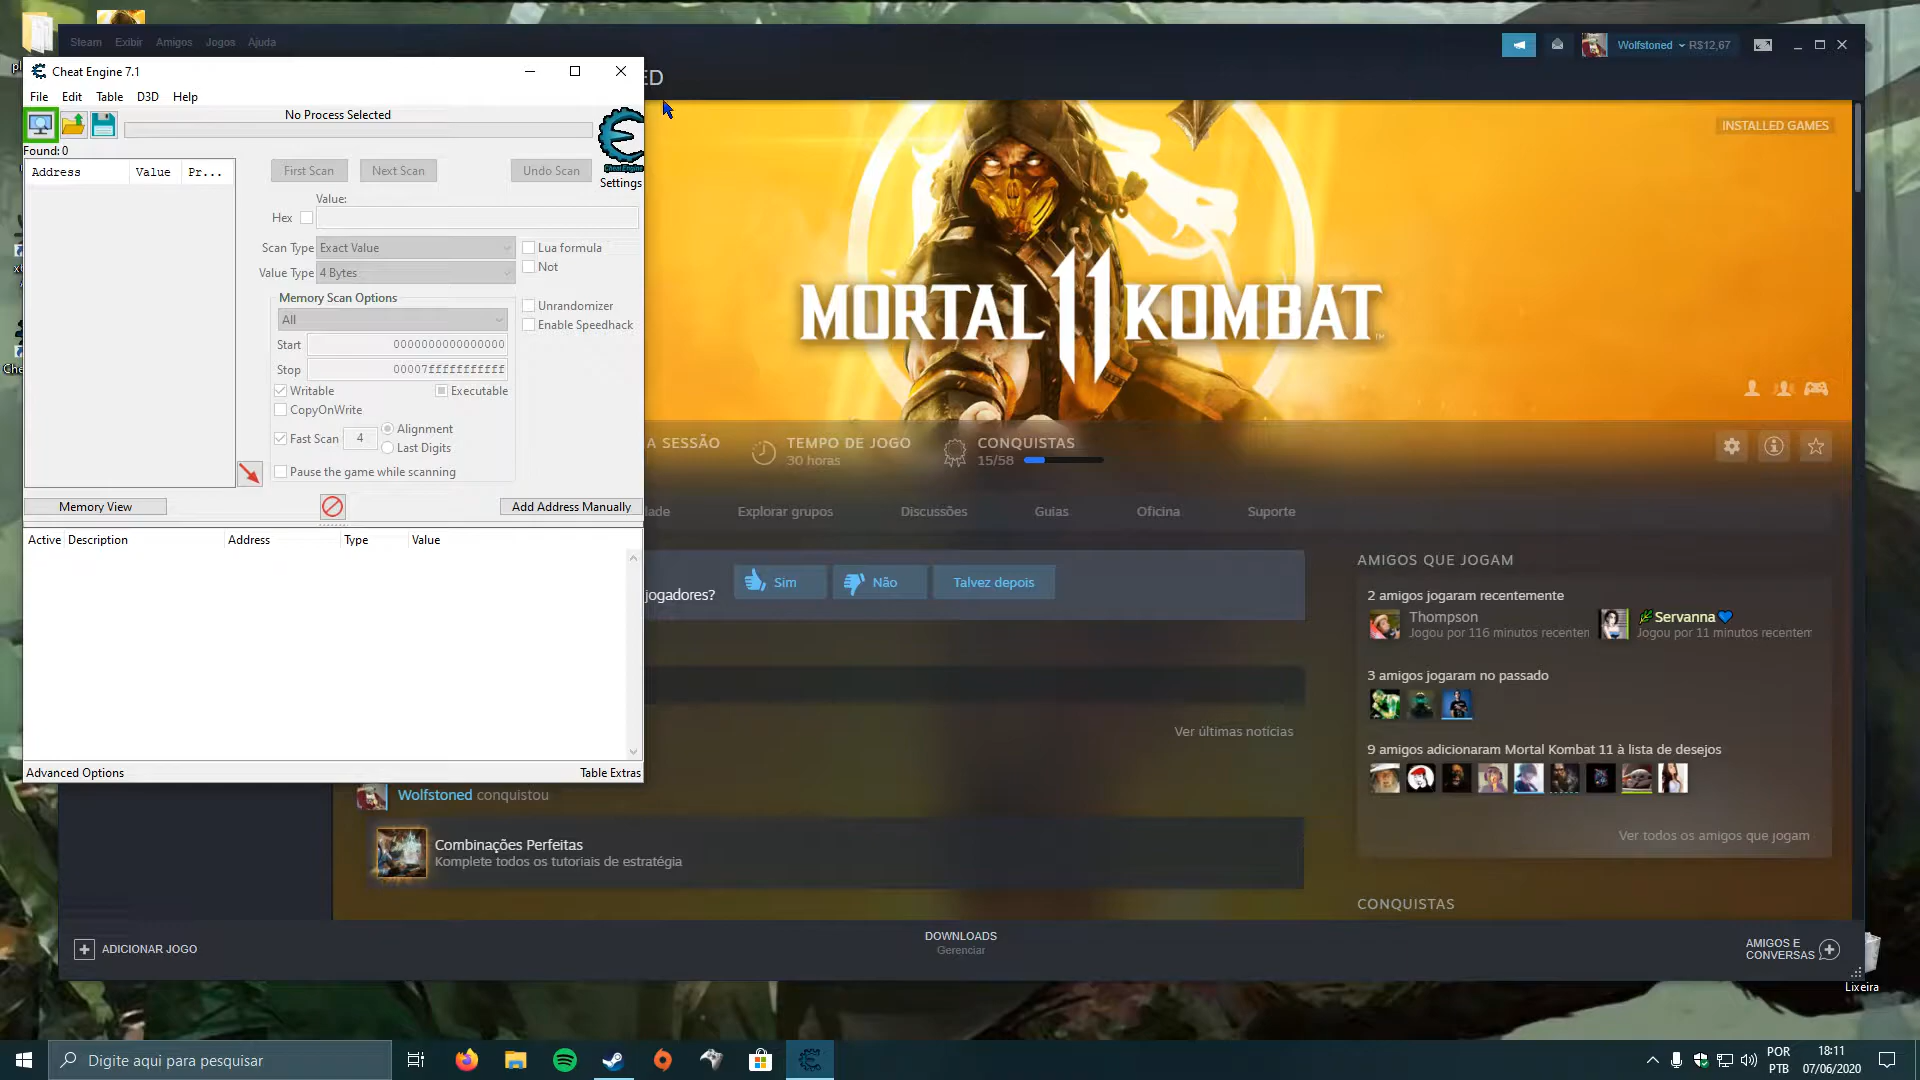 Steam Exibir Amigos Jogos Ajuda
Wolfstoned R$12,67
Cheat Engine 7.1
ED
File Edit Table D3D Help
No Process Selected
INSTALLED GAMES
Found: 0
Address Value Pr...
First Scan Next Scan Undo Scan
Cheat Engine
Settings
Value:
Hex
Scan Type Exact Value Lua formula
Not
Value Type 4 Bytes
Memory Scan Options
All
Unrandomizer
Enable Speedhack
Start 0000000000000000
Stop 00007fffffffffff
Writable Executable
CopyOnWrite
Fast Scan 4 Alignment
Last Digits
Pause the game while scanning
Memory View Add Address Manually
Active Description Address Type Value
Advanced Options Table Extras
MORTAL 11 KOMBAT
A SESSÃO
TEMPO DE JOGO
30 horas
CONQUISTAS
15/58
lade Explorar grupos Discussões Guias Oficina Suporte
jogadores? Sim Não Talvez depois
Ver últimas notícias
Wolfstoned conquistou
Combinações Perfeitas
Komplete todos os tutoriais de estratégia
AMIGOS QUE JOGAM
2 amigos jogaram recentemente
Thompson
Jogou por 116 minutos recenten
Servanna
Jogou por 11 minutos recentem
3 amigos jogaram no passado
9 amigos adicionaram Mortal Kombat 11 à lista de desejos
Ver todos os amigos que jogam
CONQUISTAS
ADICIONAR JOGO
DOWNLOADS
Gerenciar
AMIGOS E
CONVERSAS
Lixeira
Digite aqui para pesquisar
POR
PTB
18:11
07/06/2020